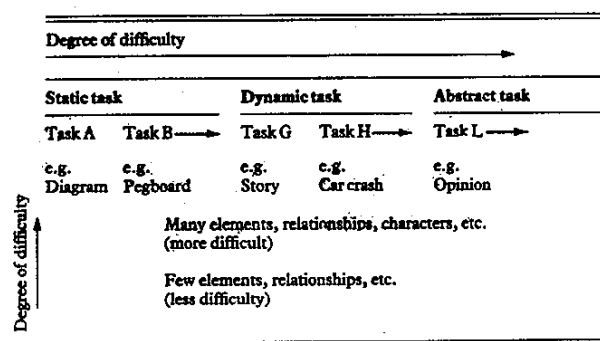 Degree of difficulty
Static task Dynamic task Abstract task
Task A Task B Task G Task H Task L
e.g. e.g. e.g. e.g. e.g.
Diagram Pegboard Story Car crash Opinion
Degree of difficulty
Many elements, relationships, characters, etc.
(more difficult)
Few elements, relationships, etc.
(less difficulty)